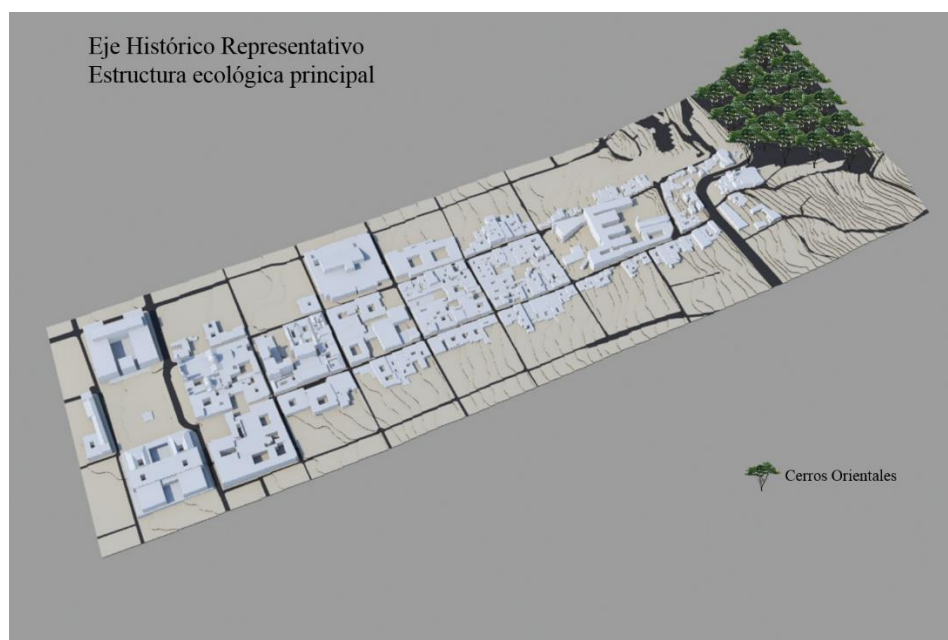 Eje Histórico Representativo
Estructura ecológica principal
Cerros Orientales